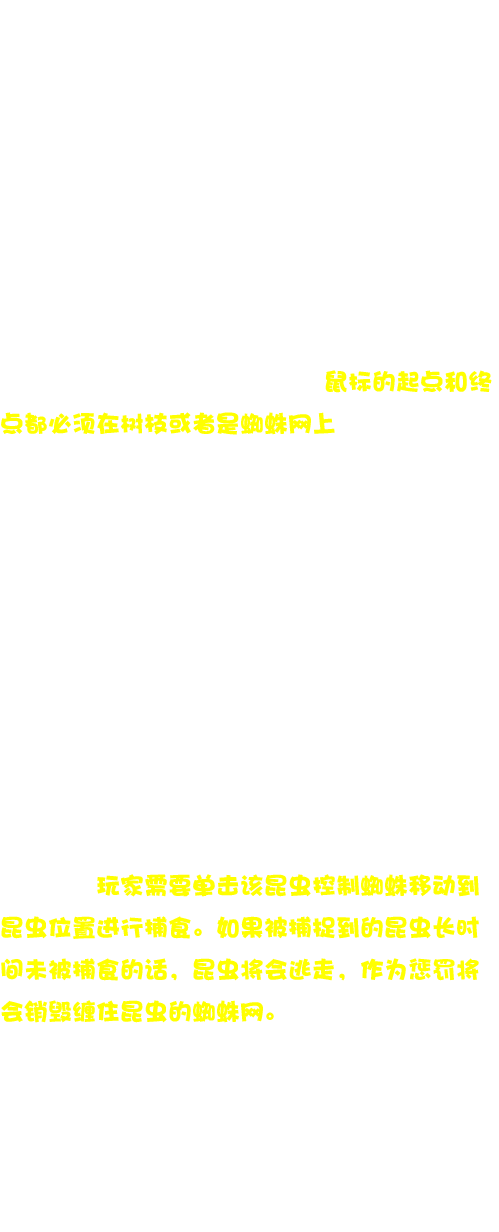 鼠标的起点和终
点都必须在树枝或者是蜘蛛网上
玩家需要单击该昆虫控制蜘蛛移动到
昆虫位置进行捕食。如果被捕捉到的昆虫长时
间未被捕食的话，昆虫将会逃走，作为惩罚将
会销毁缠住昆虫的蜘蛛网。